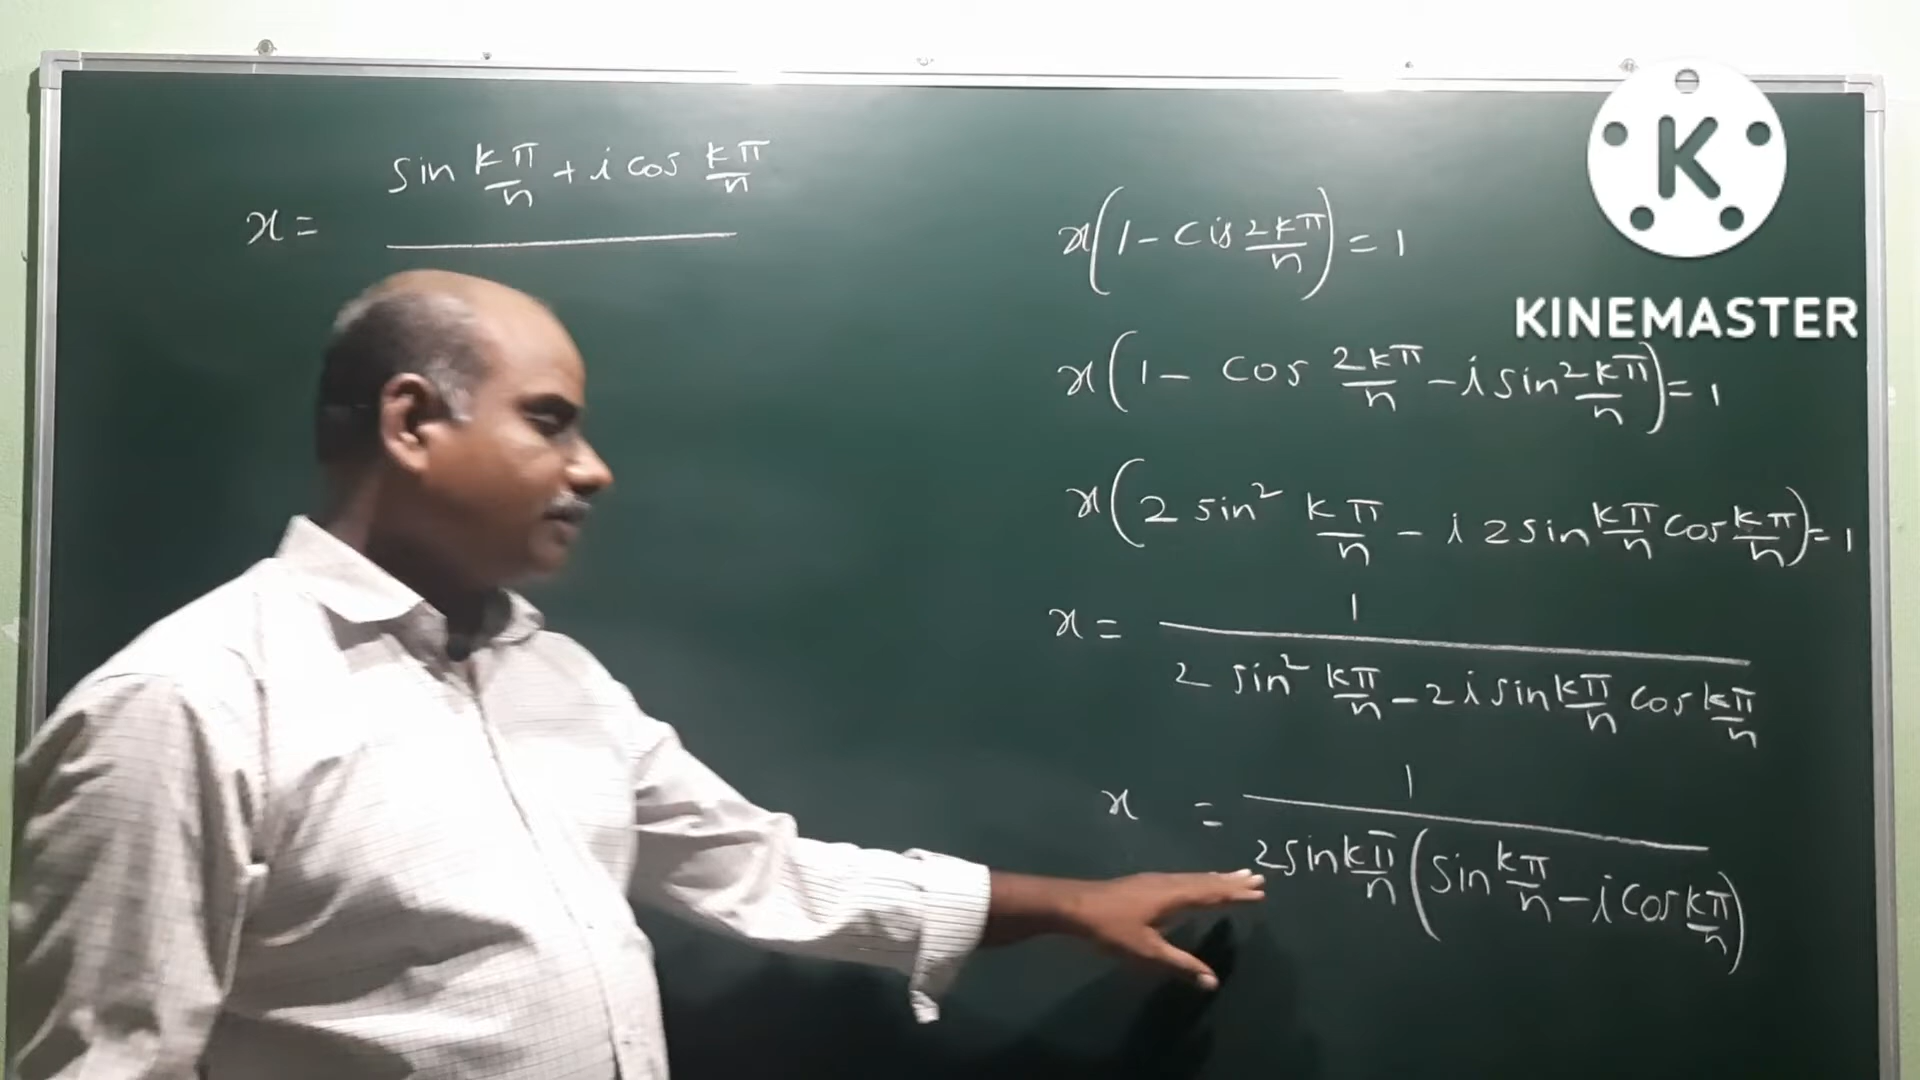 x = (sin kπ/n + i cos kπ/n) /
x(1 - cis 2kπ/n) = 1
x(1 - cos 2kπ/n - i sin 2kπ/n) = 1
x(2 sin² kπ/n - i 2 sin kπ/n cos kπ/n) = 1
x = 1 / (2 sin² kπ/n - 2 i sin kπ/n cos kπ/n)
x = 1 / (2 sin kπ/n (sin kπ/n - i cos kπ/n))
K
KINEMASTER